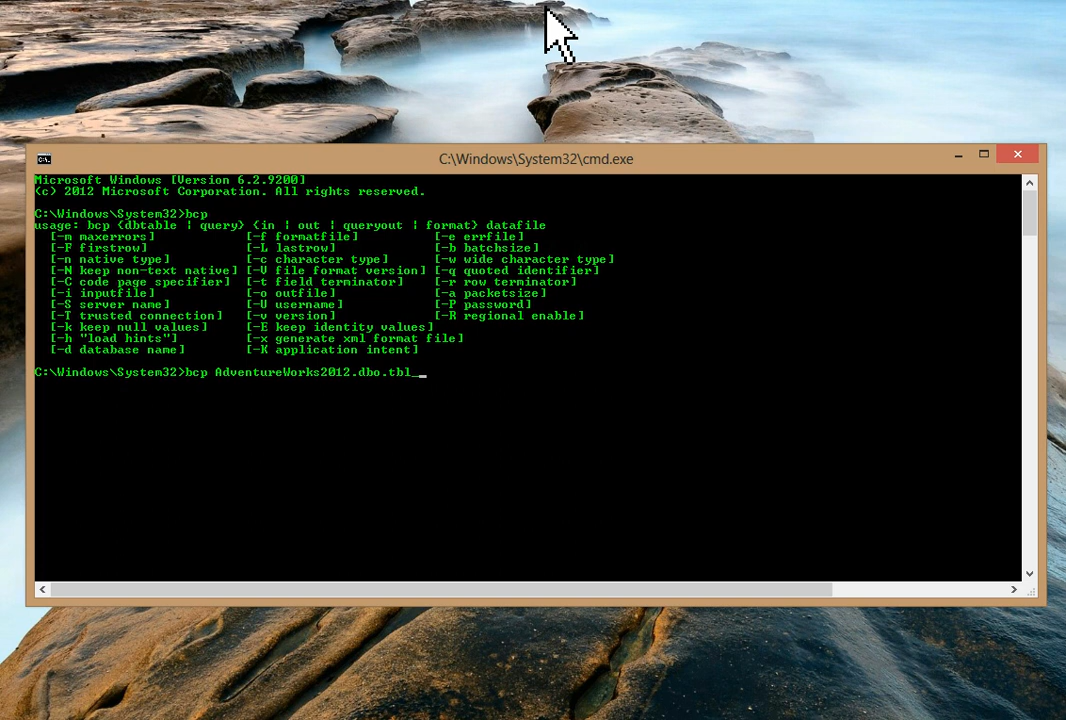 C:\Windows\System32\cmd.exe
Microsoft Windows [Version 6.2.9200]
(c) 2012 Microsoft Corporation. All rights reserved.
C:\Windows\System32>bcp
usage: bcp {dbtable | query} {in | out | queryout | format} datafile
[-m maxerrors] [-f formatfile] [-e errfile]
[-F firstrow] [-L lastrow] [-b batchsize]
[-n native type] [-c character type] [-w wide character type]
[-N keep non-text native] [-V file format version] [-q quoted identifier]
[-C code page specifier] [-t field terminator] [-r row terminator]
[-i inputfile] [-o outfile] [-a packetsize]
[-S server name] [-U username] [-P password]
[-T trusted connection] [-v version] [-R regional enable]
[-k keep null values] [-E keep identity values]
[-h "load hints"] [-x generate xml format file]
[-d database name] [-K application intent]
C:\Windows\System32>bcp AdventureWorks2012.dbo.tbl_